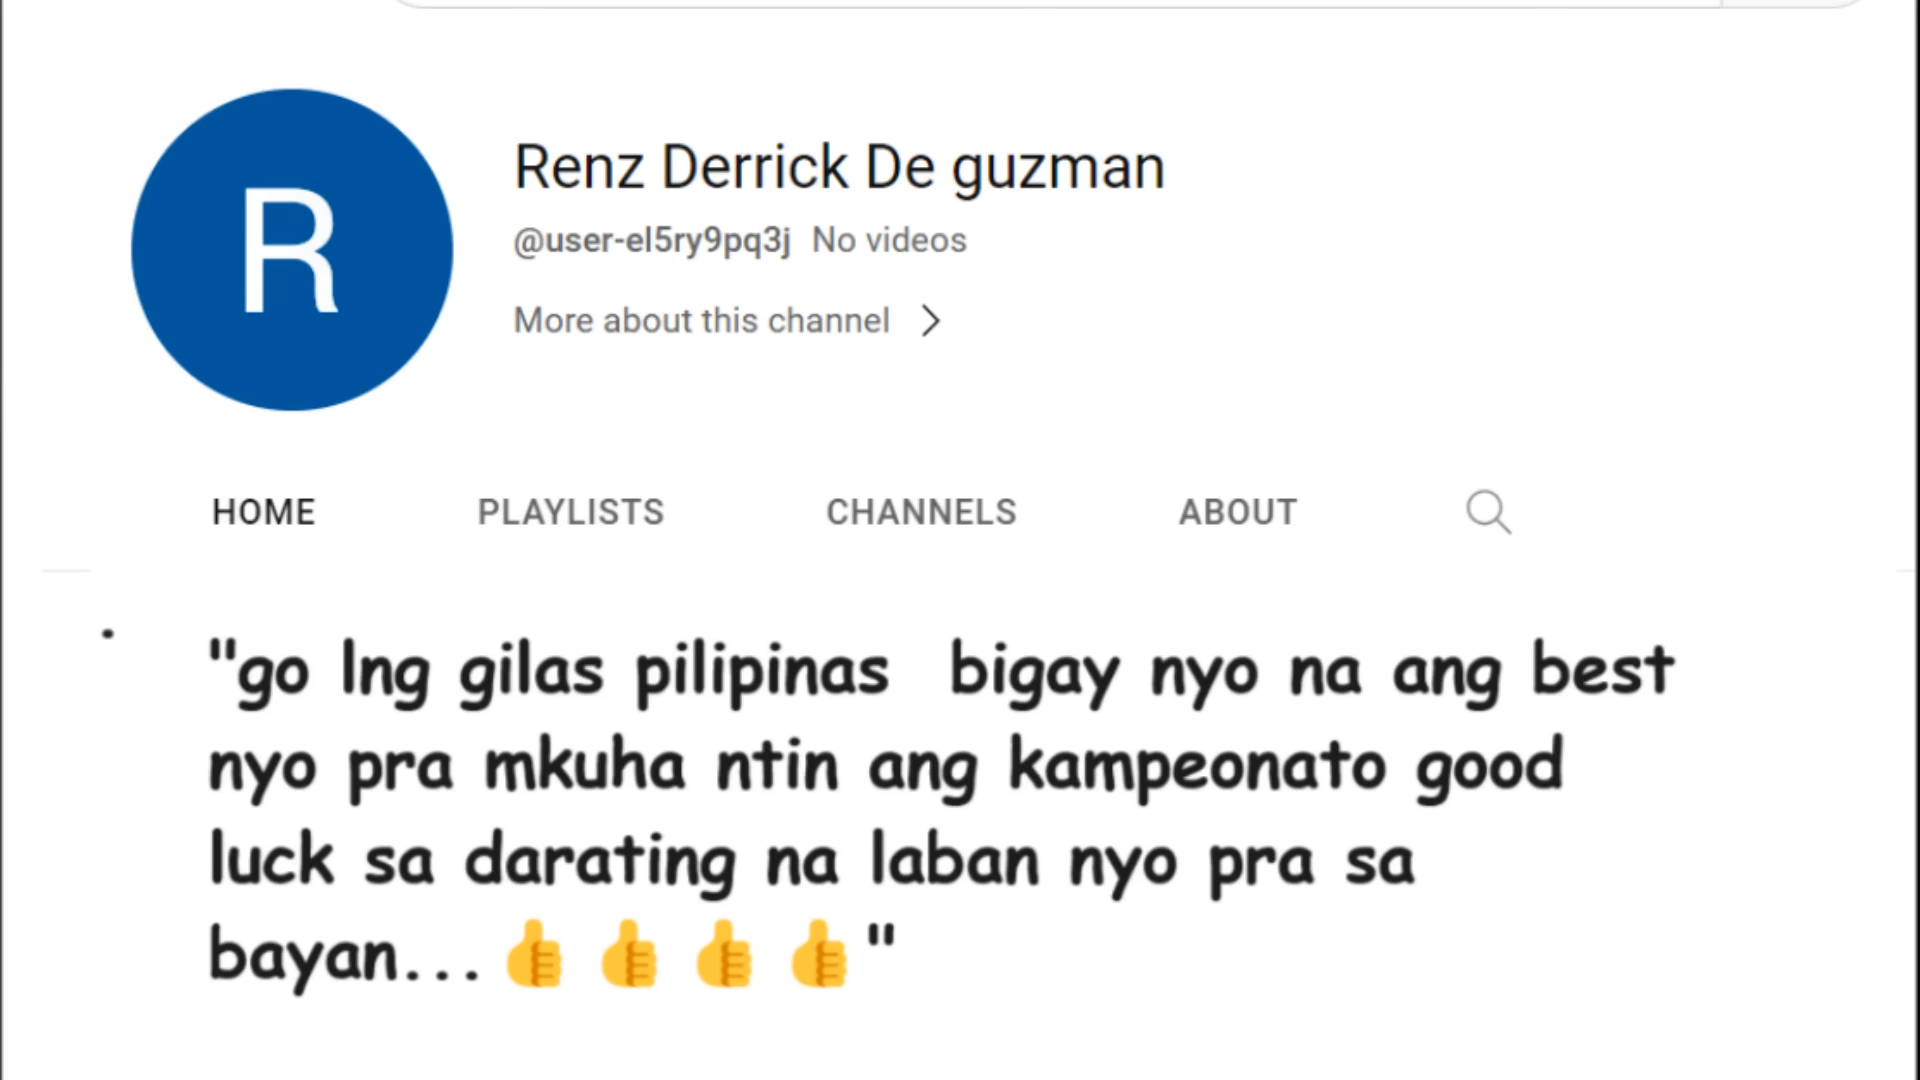 R
Renz Derrick De guzman
@user-el5ry9pq3j No videos
More about this channel
HOME PLAYLISTS CHANNELS ABOUT
"go lng gilas pilipinas  bigay nyo na ang best
nyo pra mkuha ntin ang kampeonato good
luck sa darating na laban nyo pra sa
bayan...👍👍👍👍"